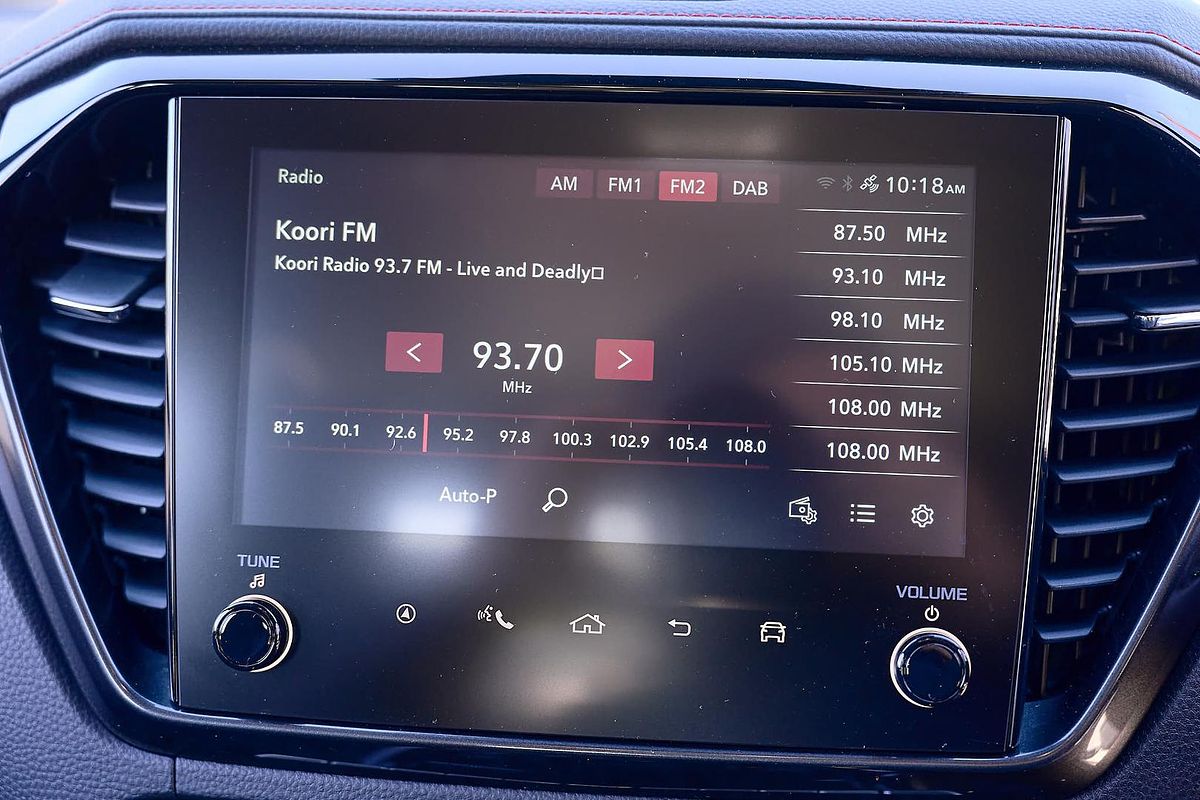 Radio
AM FM1 FM2 DAB
10:18AM
Koori FM
Koori Radio 93.7 FM - Live and Deadly□
< 93.70 >
MHz
87.5 90.1 92.6 95.2 97.8 100.3 102.9 105.4 108.0
Auto-P
87.50 MHz
93.10 MHz
98.10 MHz
105.10 MHz
108.00 MHz
108.00 MHz
TUNE
VOLUME